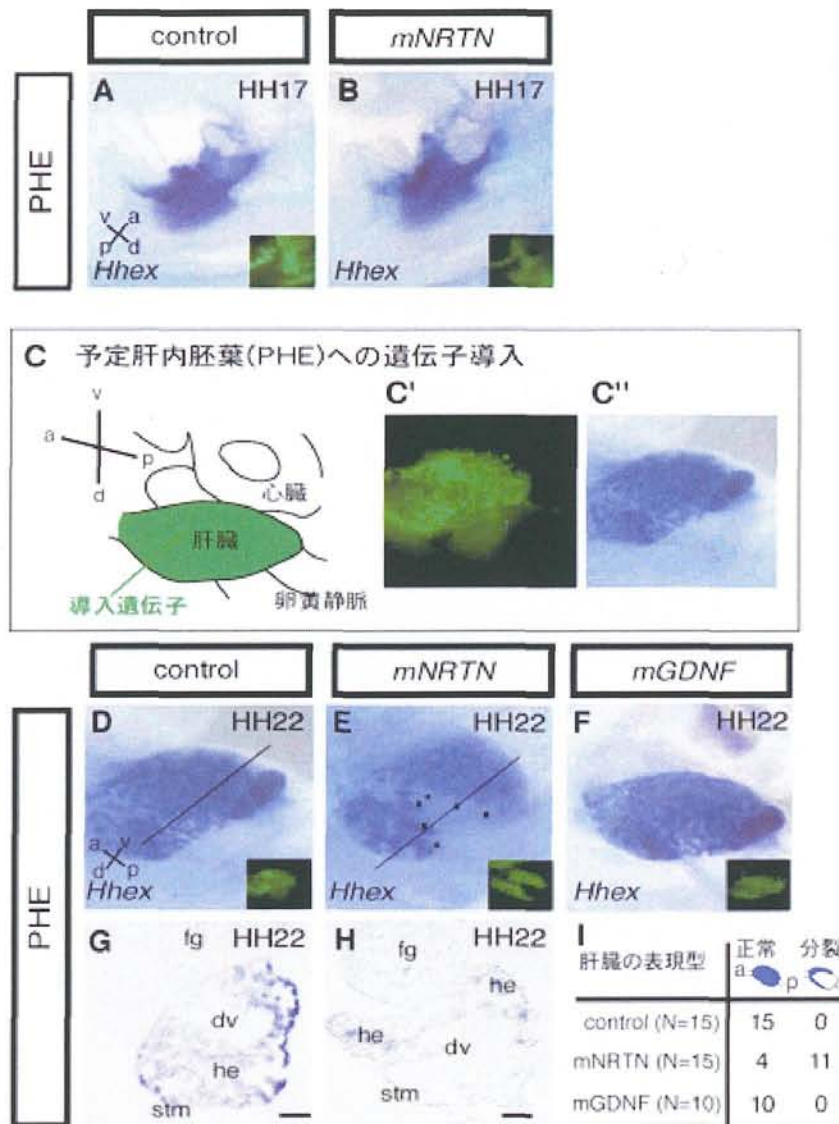 control
mNRTN
PHE
A
HH17
v a
p d
Hhex
B
HH17
Hhex
C 予定肝内胚葉(PHE)への遺伝子導入
v
a
p
d
心臓
肝臓
導入遺伝子
卵黄静脈
C'
C''
control
mNRTN
mGDNF
PHE
D
HH22
a v
d p
Hhex
E
HH22
Hhex
F
HH22
Hhex
G
fg
HH22
dv
he
stm
H
fg
HH22
he
he
dv
stm
I
肝臓の表現型 正常 分裂
a p
control (N=15) 15 0
mNRTN (N=15) 4 11
mGDNF (N=10) 10 0